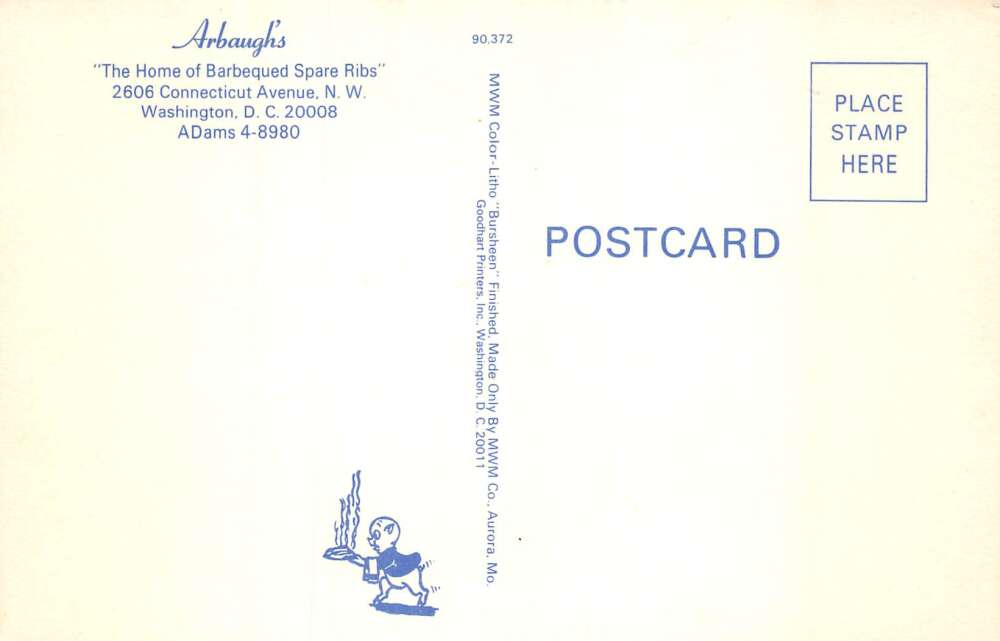 Arbaugh's
"The Home of Barbequed Spare Ribs"
2606 Connecticut Avenue, N. W.
Washington, D. C. 20008
ADams 4-8980
90,372
MWM Color-Litho "Bursheen" Finished. Made Only By MWM Co., Aurora, Mo.
Goodhart Printers, Inc., Washington, D. C. 20011
PLACE
STAMP
HERE
POSTCARD